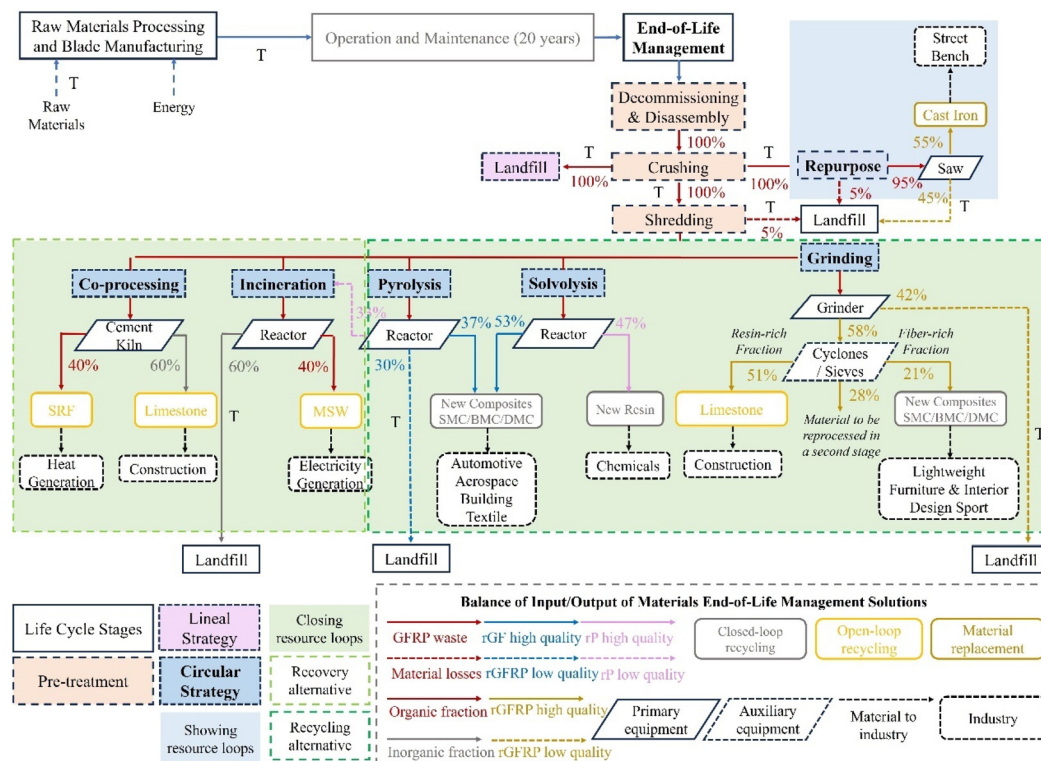 Raw Materials Processing
and Blade Manufacturing
T
Operation and Maintenance (20 years)
End-of-Life
Management
Street
Bench
T
Raw
Materials
Energy
Decommissioning
& Disassembly
Cast Iron
100%
55%
Landfill
T
100%
Crushing
T
100%
Repurpose
95%
Saw
T
100%
5%
45%
T
Shredding
5%
T
Landfill
Grinding
Co-processing
Incineration
Pyrolysis
Solvolysis
Grinder
42%
Cement
Kiln
Reactor
Reactor
37%
53%
Reactor
47%
58%
Resin-rich
Fraction
Fiber-rich
Fraction
Cyclones
/ Sieves
40%
60%
60%
40%
30%
51%
21%
28%
SRF
Limestone
T
MSW
T
New Composites
SMC/BMC/DMC
New Resin
Limestone
Material to be
reprocessed in
a second stage
New Composites
SMC/BMC/DMC
T
Heat
Generation
Construction
Electricity
Generation
Automotive
Aerospace
Building
Textile
Chemicals
Construction
Lightweight
Furniture & Interior
Design Sport
Landfill
Landfill
Landfill
Life Cycle Stages
Lineal
Strategy
Closing
resource loops
Pre-treatment
Circular
Strategy
Recovery
alternative
Showing
resource loops
Recycling
alternative
Balance of Input/Output of Materials End-of-Life Management Solutions
GFRP waste
rGF high quality
rP high quality
Closed-loop
recycling
Open-loop
recycling
Material
replacement
Material losses
rGFRP low quality
rP low quality
Organic fraction
rGFRP high quality
Primary
equipment
Auxiliary
equipment
Material to
industry
Industry
Inorganic fraction
rGFRP low quality